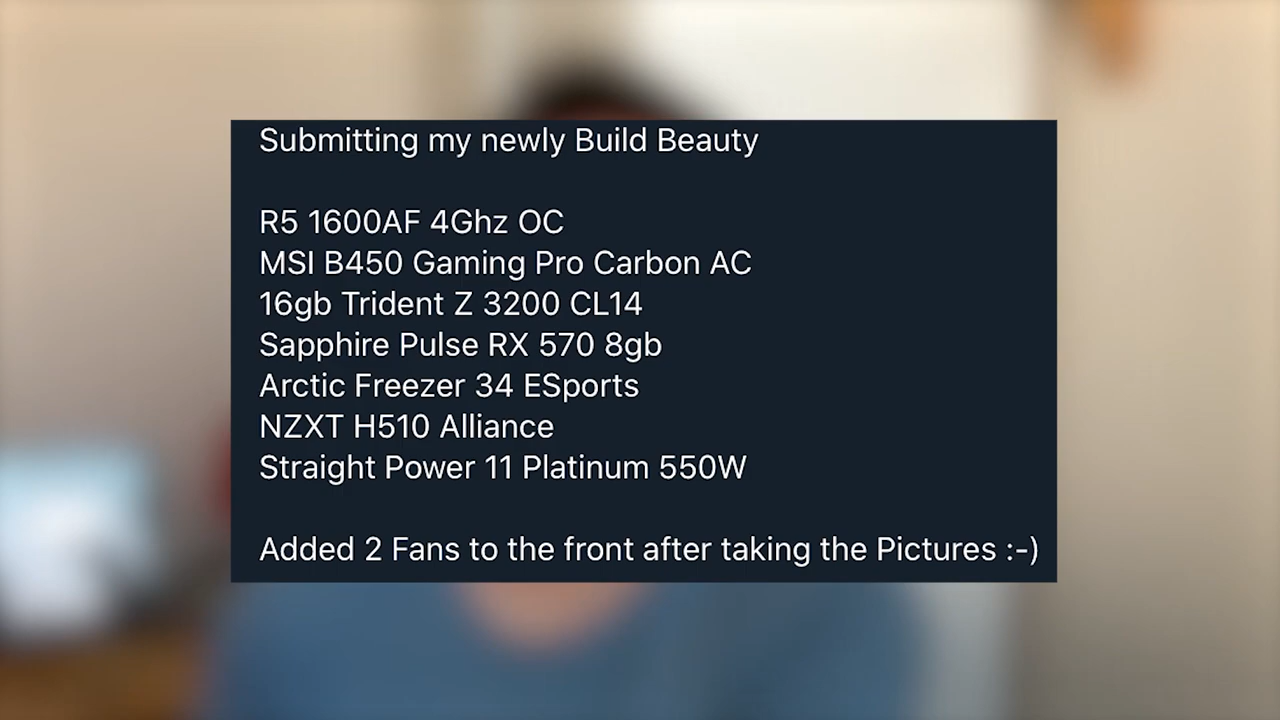 Submitting my newly Build Beauty
R5 1600AF 4Ghz OC
MSI B450 Gaming Pro Carbon AC
16gb Trident Z 3200 CL14
Sapphire Pulse RX 570 8gb
Arctic Freezer 34 ESports
NZXT H510 Alliance
Straight Power 11 Platinum 550W
Added 2 Fans to the front after taking the Pictures :-)